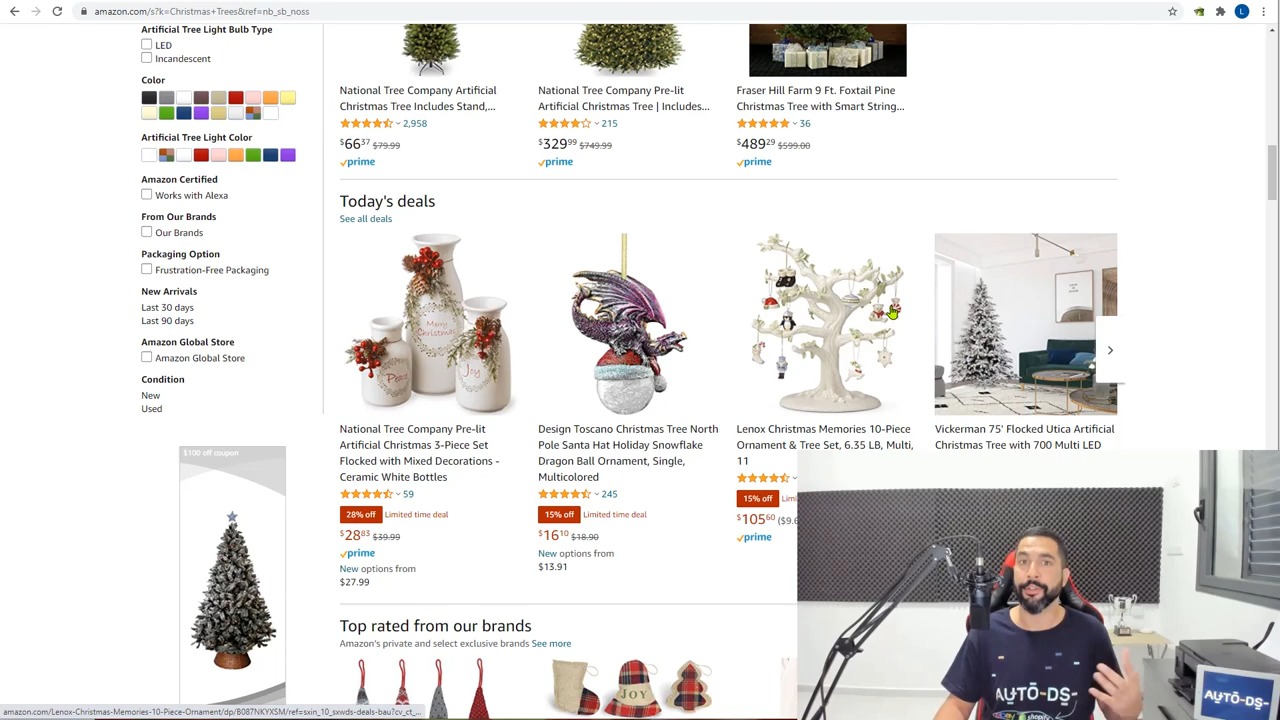 amazon.com/s?k=Christmas+Trees&ref=nb_sb_noss
L
Artificial Tree Light Bulb Type
LED
Incandescent
Color
Artificial Tree Light Color
Amazon Certified
Works with Alexa
From Our Brands
Our Brands
Packaging Option
Frustration-Free Packaging
New Arrivals
Last 30 days
Last 90 days
Amazon Global Store
Amazon Global Store
Condition
New
Used
$100 off coupon
National Tree Company Artificial
Christmas Tree Includes Stand,...
2,958
$66.37 $79.99
prime
National Tree Company Pre-lit
Artificial Christmas Tree | Includes...
215
$329.99 $749.99
prime
Fraser Hill Farm 9 Ft. Foxtail Pine
Christmas Tree with Smart String...
36
$489.29 $599.00
prime
Today's deals
See all deals
Merry
Christmas
Peace
Joy
National Tree Company Pre-lit
Artificial Christmas 3-Piece Set
Flocked with Mixed Decorations -
Ceramic White Bottles
59
28% off Limited time deal
$28.83 $39.99
prime
New options from
$27.99
Design Toscano Christmas Tree North
Pole Santa Hat Holiday Snowflake
Dragon Ball Ornament, Single,
Multicolored
245
15% off Limited time deal
$16.10 $18.90
New options from
$13.91
Lenox Christmas Memories 10-Piece
Ornament & Tree Set, 6.35 LB, Multi,
11
15% off
$105.60 ($9.6
prime
Vickerman 75' Flocked Utica Artificial
Christmas Tree with 700 Multi LED
Top rated from our brands
Amazon's private and select exclusive brands See more
JOY
AUTO-DS
shopify
AUTO-DS
amazon.com/Lenox-Christmas-Memories-10-Piece-Ornament/dp/B087NKYXSM/ref=sxin_10_sxwds-deals-bau?cv_ct_...